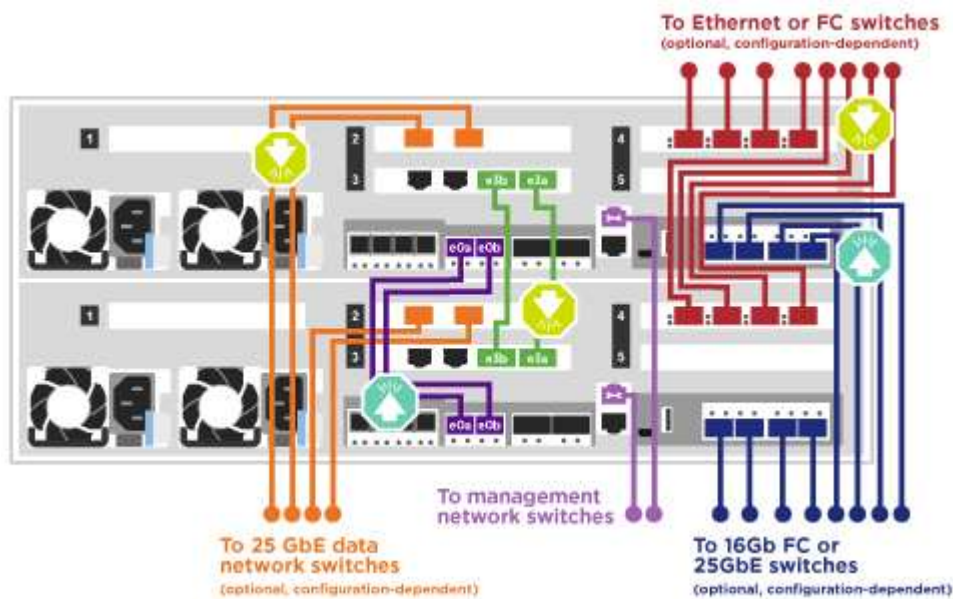 To Ethernet or FC switches
(optional, configuration-dependent)
1
2
4
3
e3b
e3a
5
e0a
e0b
1
2
4
3
e3b
e3a
5
e0a
e0b
To management
network switches
To 25 GbE data
network switches
(optional, configuration-dependent)
To 16Gb FC or
25GbE switches
(optional, configuration-dependent)